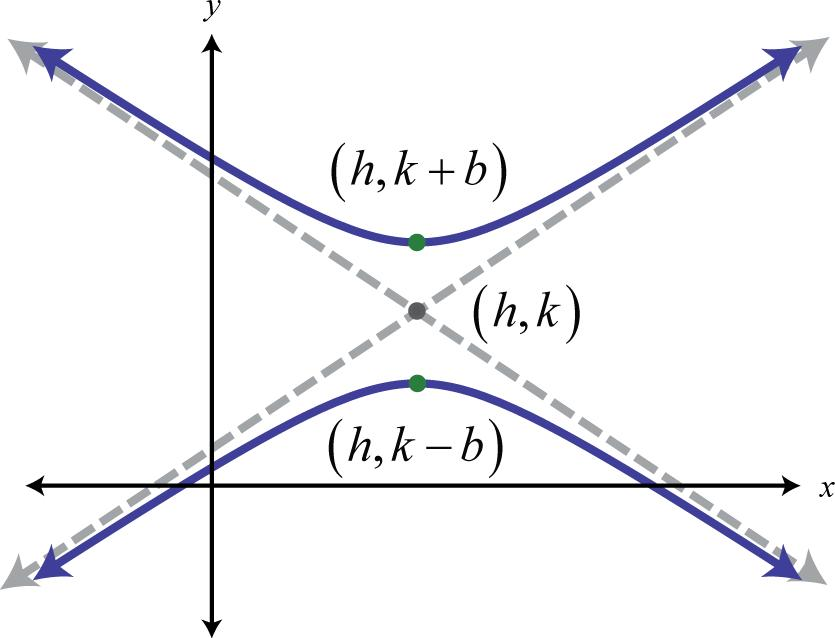 y
(h, k + b)
(h, k)
(h, k − b)
x